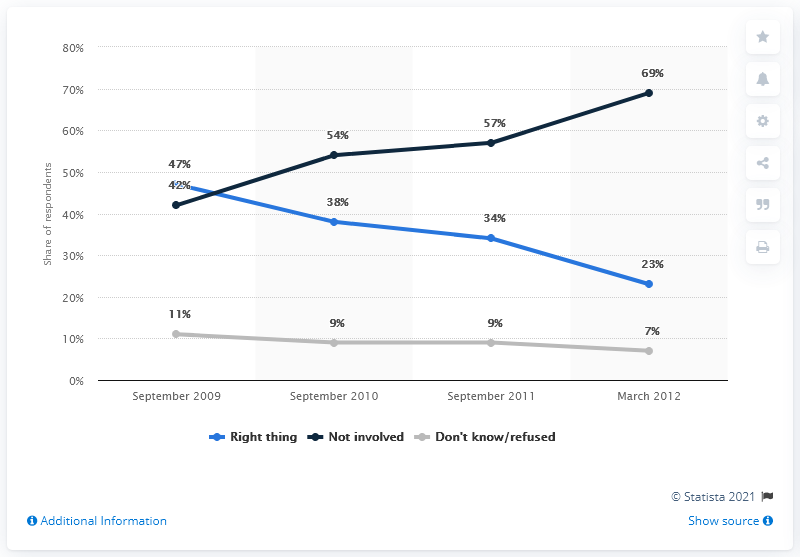 80%
70%
60%
50%
40%
30%
20%
10%
0%
Share of respondents
47%
42%
54%
57%
69%
38%
34%
23%
11%
9%
9%
7%
September 2009
September 2010
September 2011
March 2012
Right thing
Not involved
Don't know/refused
© Statista 2021
Additional Information
Show source